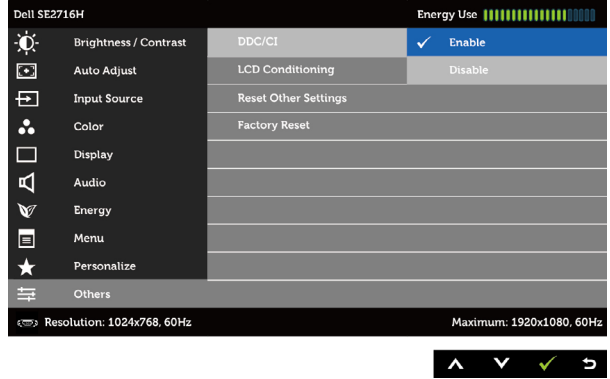 Dell SE2716H Energy Use
Brightness / Contrast DDC/CI Enable
Auto Adjust LCD Conditioning Disable
Input Source Reset Other Settings
Color Factory Reset
Display
Audio
Energy
Menu
Personalize
Others
Resolution: 1024x768, 60Hz Maximum: 1920x1080, 60Hz